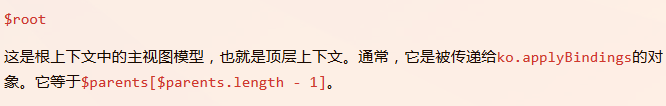 $root
这是根上下文中的主视图模型，也就是顶层上下文。通常，它是被传递给ko.applyBindings的对
象。它等于$parents[$parents.length - 1]。